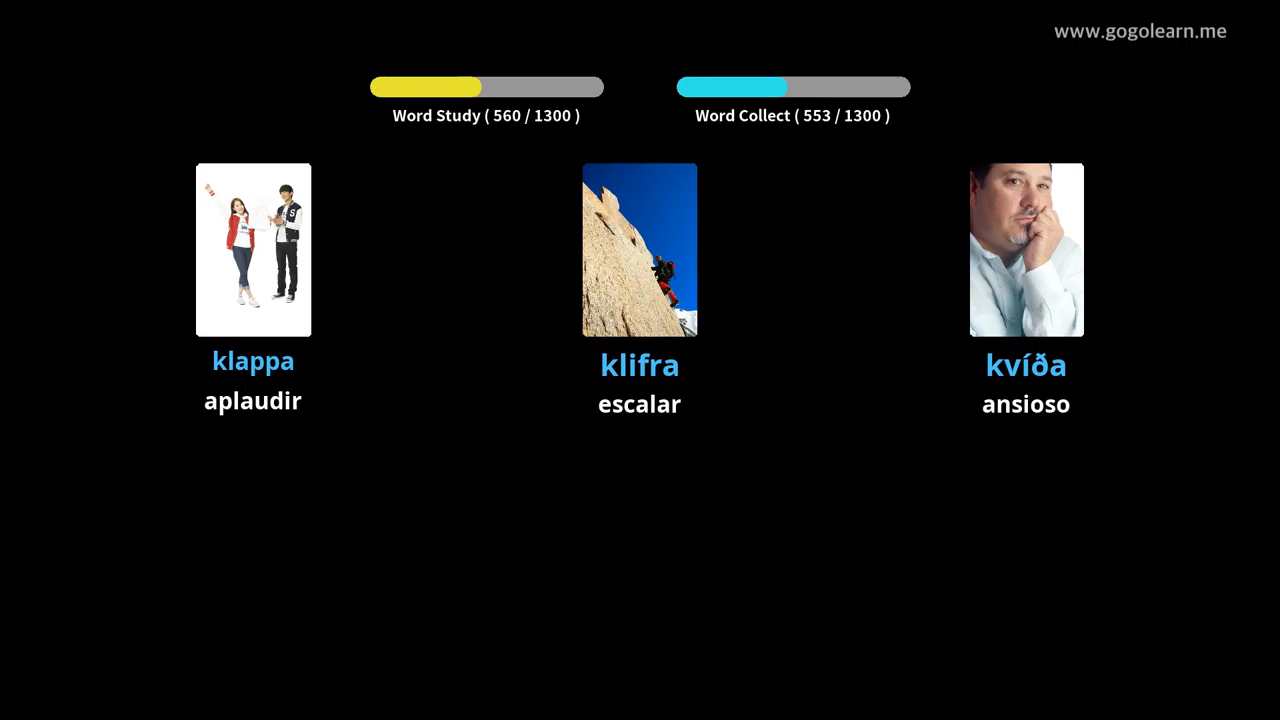 www.gogolearn.me
Word Study ( 560 / 1300 )
Word Collect ( 553 / 1300 )
klappa
klifra
kvíða
aplaudir
escalar
ansioso